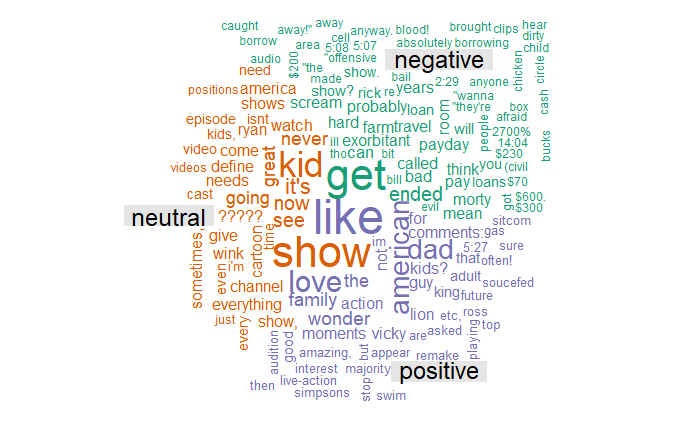 caught away!" away anyway. blood! brought clips hear
borrow area cell 5:08 5:07 absolutely borrowing dirty
audio $200 "offensive negative chicken child circle
need "the made show. bail 2:29 anyone
positions america show? rick re years "wanna cash
shows scream probably loan room "they're box
episode isnt never hard farm travel will people afraid 2700%
kids, ryan watch ill exorbitant payday 14:04 bucks
video come great kid tho can bit called think you $230
videos define it's get bill bad pay loans (civil
needs going now ended evil morty got $70 $600.
cast ????? see like american mean $300
neutral time for comments: gas sitcom
sometimes, give cartoon show not im dad 5:27 that sure
wink i'm love the kids? often!
even channel family action guy adult soucefed
everything wonder king future
just every show, moments vicky lion etc, ross
audition good are asked playing top
amazing, but appear remake
interest majority positive
then live-action stop
simpsons swim